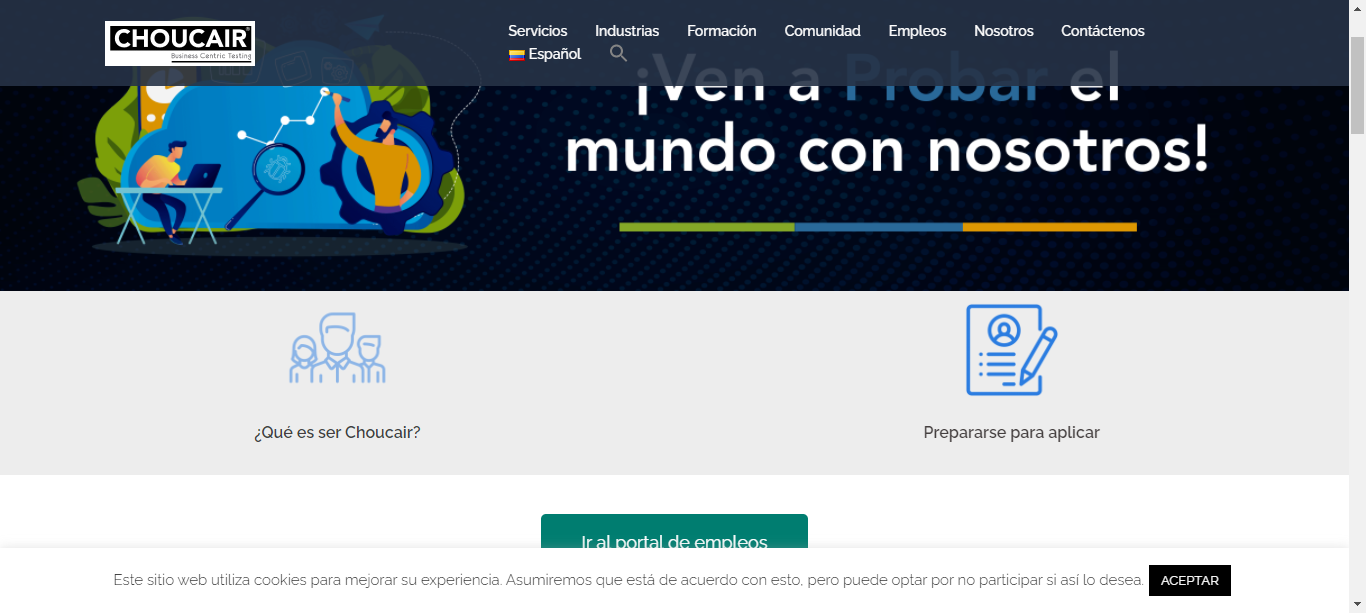 CHOUCAIR®
Business Centric Testing
Servicios Industrias Formación Comunidad Empleos Nosotros Contáctenos
Español
¡Ven a Probar el
mundo con nosotros!
¿Qué es ser Choucair?
Prepararse para aplicar
Ir al portal de empleos
Este sitio web utiliza cookies para mejorar su experiencia. Asumiremos que está de acuerdo con esto, pero puede optar por no participar si así lo desea. ACEPTAR